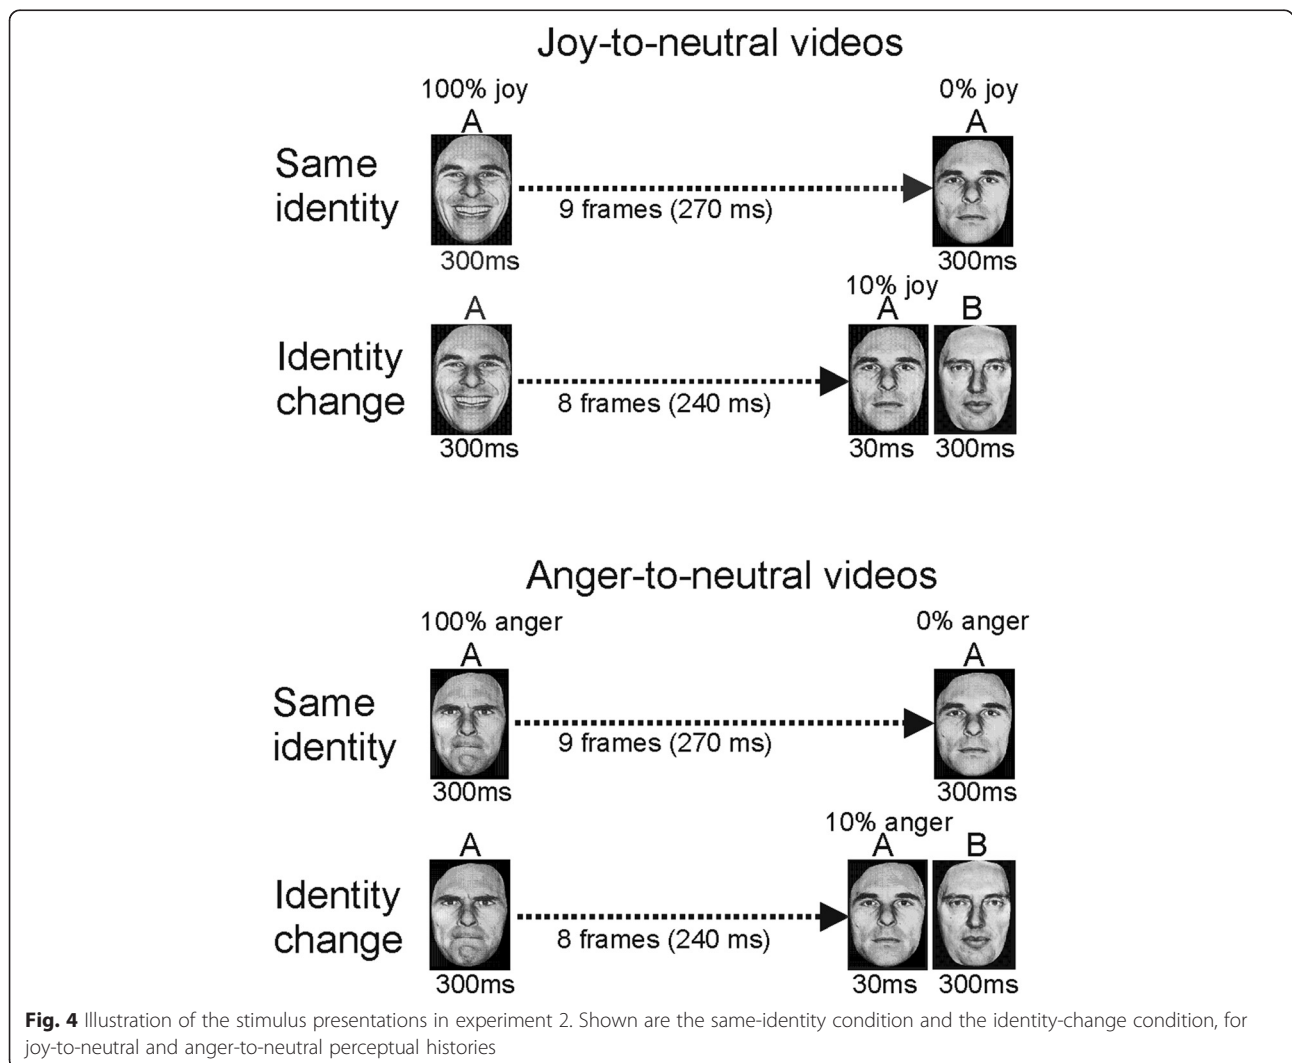 Joy-to-neutral videos
100% joy
0% joy
A
A
Same
identity
9 frames (270 ms)
300ms
300ms
10% joy
A
A
B
Identity
change
8 frames (240 ms)
300ms
30ms
300ms
Anger-to-neutral videos
100% anger
0% anger
A
A
Same
identity
9 frames (270 ms)
300ms
300ms
10% anger
A
A
B
Identity
change
8 frames (240 ms)
300ms
30ms
300ms
Fig. 4 Illustration of the stimulus presentations in experiment 2. Shown are the same-identity condition and the identity-change condition, for
joy-to-neutral and anger-to-neutral perceptual histories